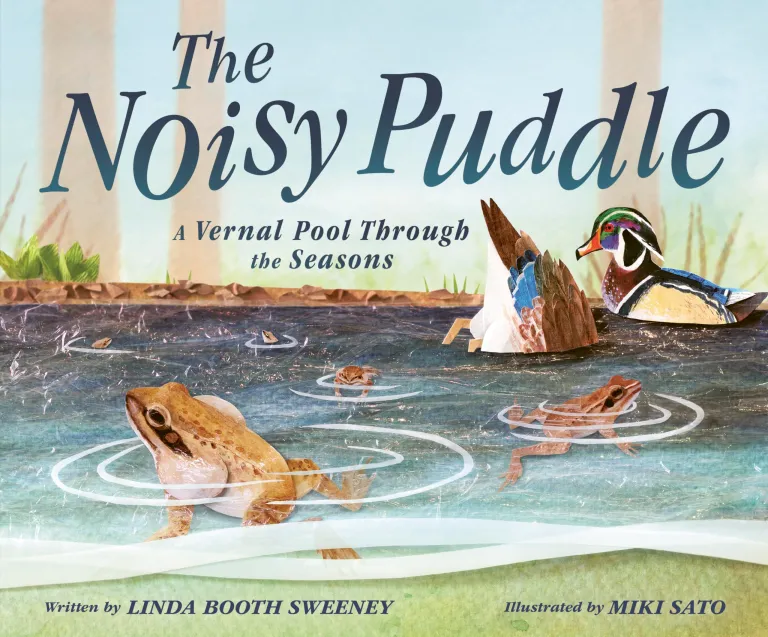 The
Noisy Puddle
A Vernal Pool Through
the Seasons
Written by LINDA BOOTH SWEENEY
Illustrated by MIKI SATO